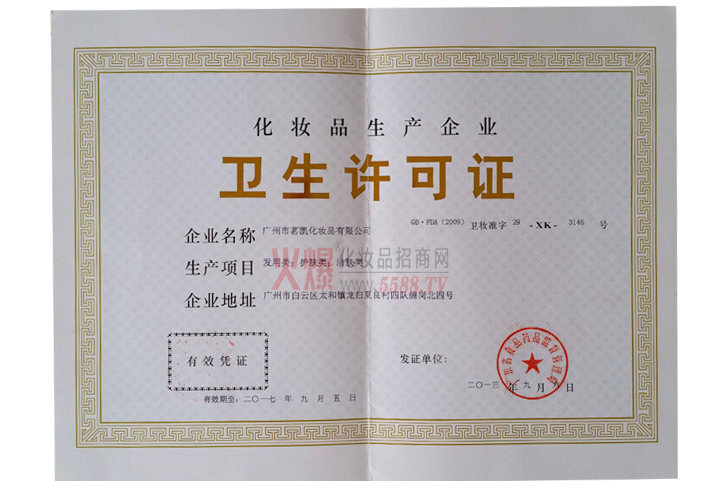 化妆品生产企业
卫生许可证
GD·FDA (2009) 卫妆准字 29 -XK- 3146 号
企业名称 广州市茗凯化妆品有限公司
生产项目 发用类；护肤类；洁肤类
企业地址 广州市白云区太和镇龙归夏良村四队缠岗北四号
火爆 化妆品招商网
www.5588.TV
有效凭证
发证单位：
二〇一三 年 九 月 八 日
有效期至：二〇一七 年 九 月 五 日